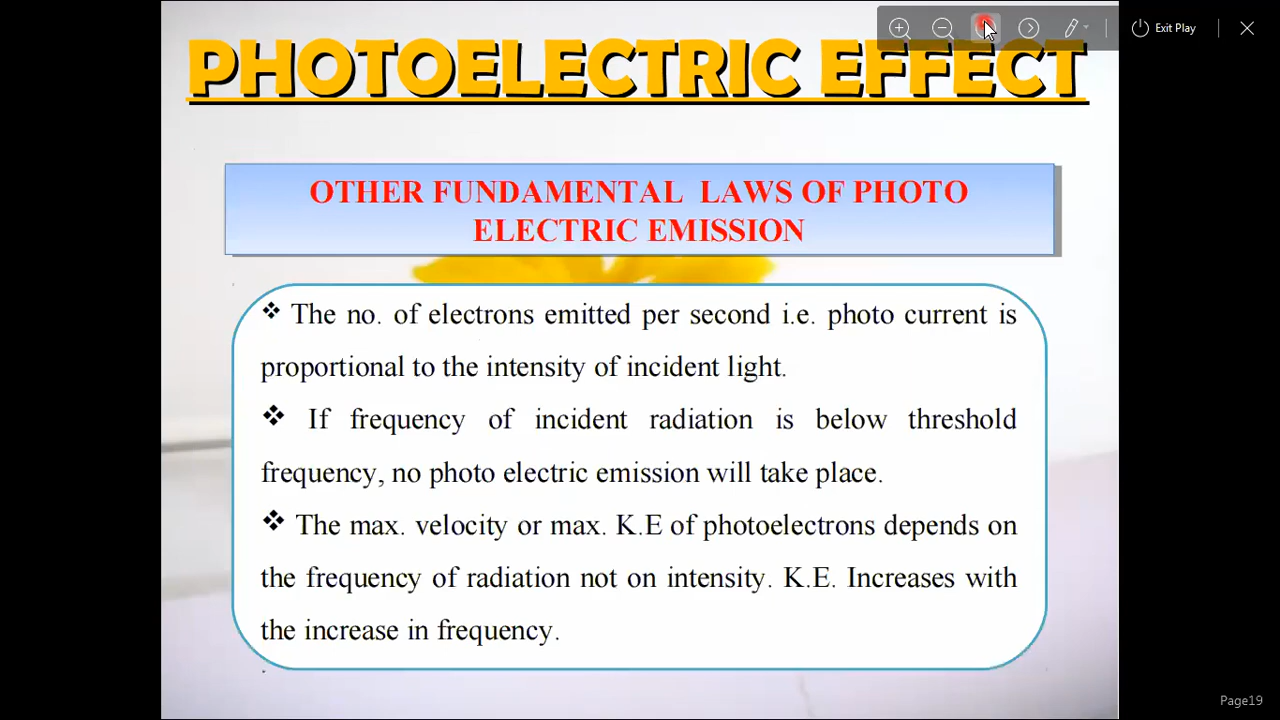 Exit Play
PHOTOELECTRIC EFFECT
OTHER FUNDAMENTAL LAWS OF PHOTO
ELECTRIC EMISSION
❖ The no. of electrons emitted per second i.e. photo current is
proportional to the intensity of incident light.
❖ If frequency of incident radiation is below threshold
frequency, no photo electric emission will take place.
❖ The max. velocity or max. K.E of photoelectrons depends on
the frequency of radiation not on intensity. K.E. Increases with
the increase in frequency.
Page19